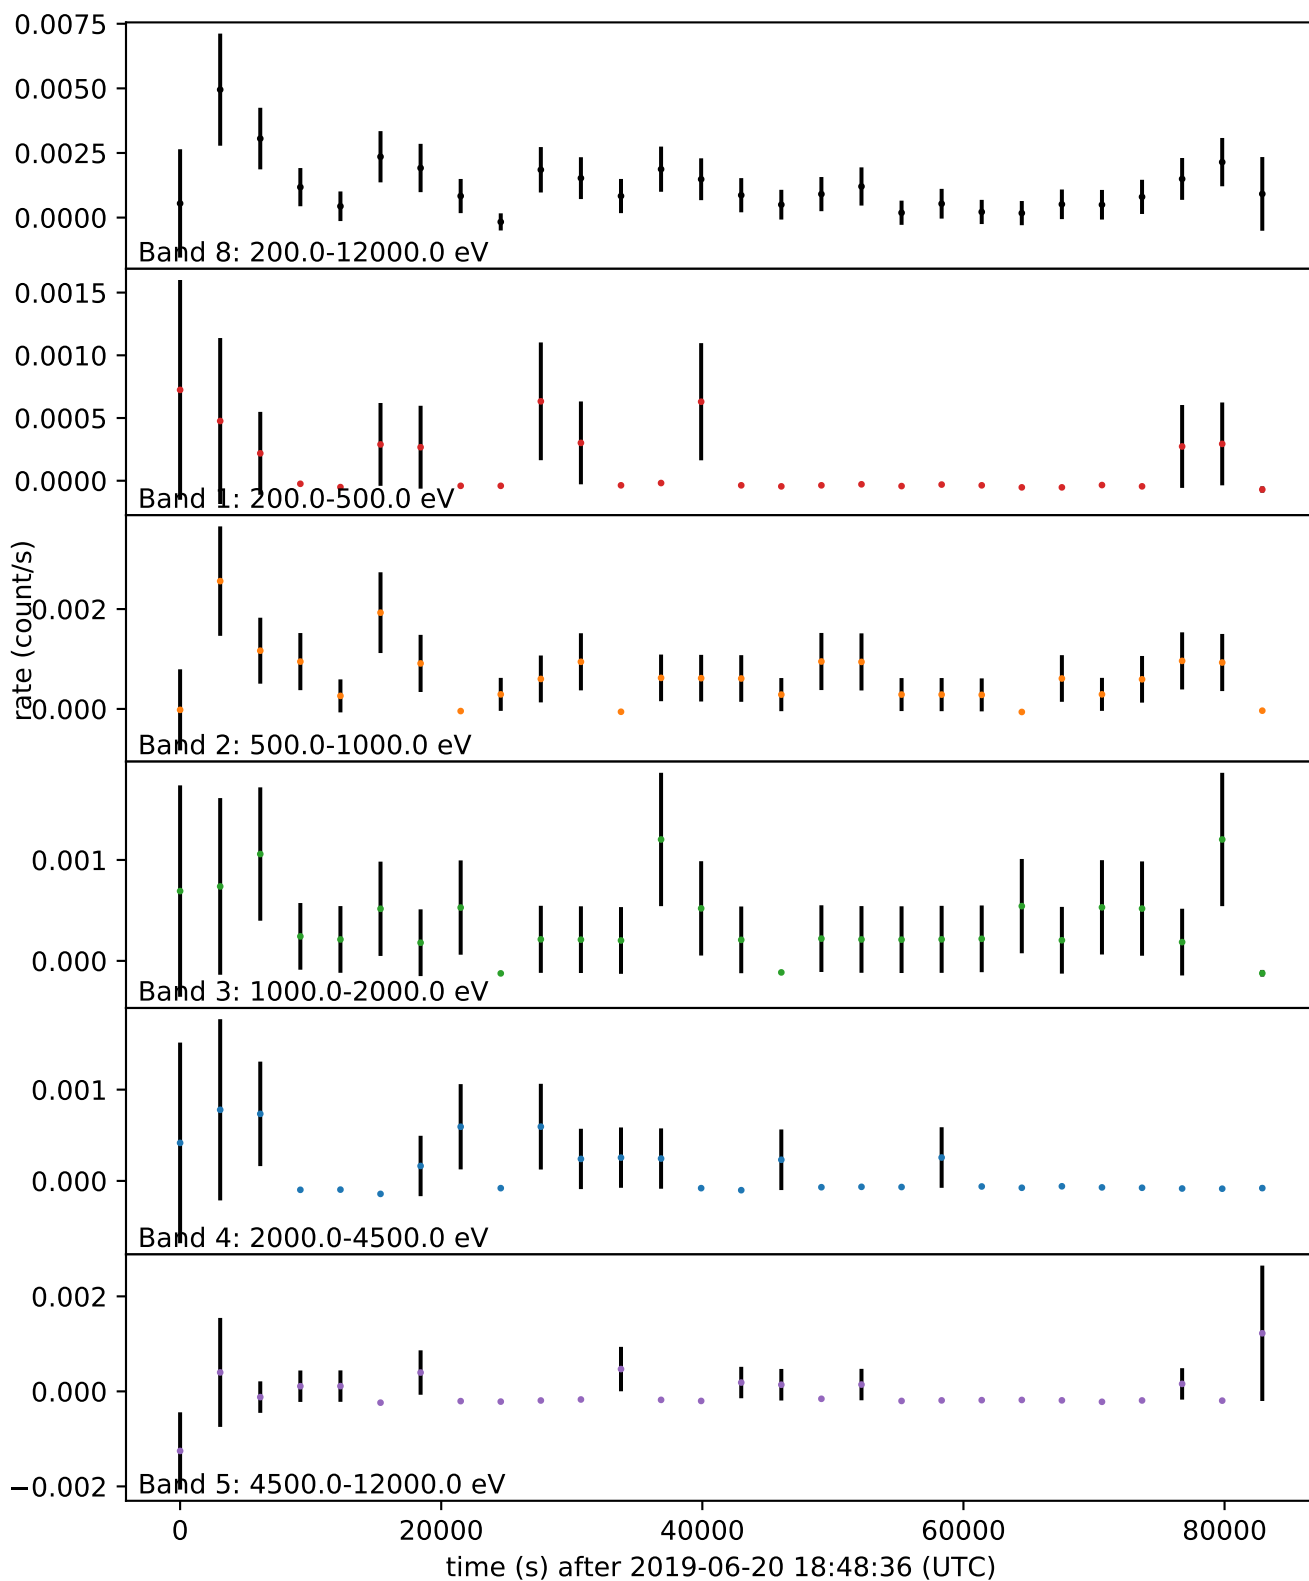 0.0075
0.0050
0.0025
0.0000
Band 8: 200.0-12000.0 eV
0.0015
0.0010
0.0005
0.0000
Band 1: 200.0-500.0 eV
rate (count/s)
0.002
0.000
Band 2: 500.0-1000.0 eV
0.001
0.000
Band 3: 1000.0-2000.0 eV
0.001
0.000
Band 4: 2000.0-4500.0 eV
0.002
0.000
−0.002
Band 5: 4500.0-12000.0 eV
0 20000 40000 60000 80000
time (s) after 2019-06-20 18:48:36 (UTC)